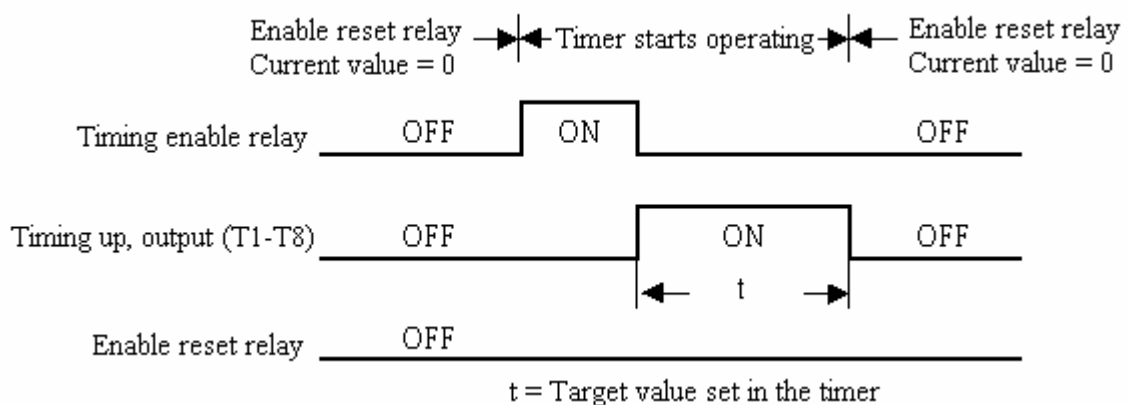 Enable reset relay
Current value = 0
Timer starts operating
Enable reset relay
Current value = 0
Timing enable relay
OFF
ON
OFF
Timing up, output (T1-T8)
OFF
ON
OFF
t
Enable reset relay
OFF
t = Target value set in the timer